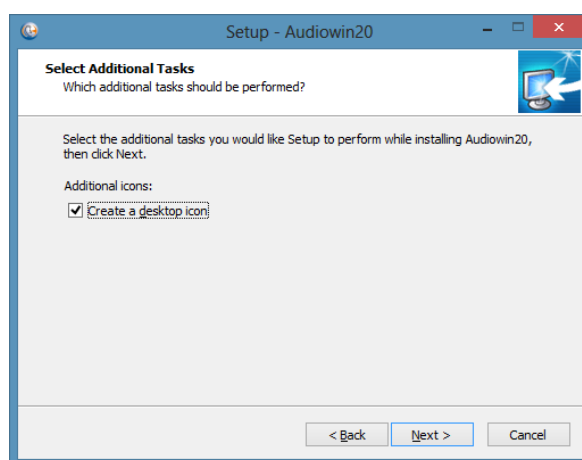 Setup - Audiowin20
Select Additional Tasks
Which additional tasks should be performed?
Select the additional tasks you would like Setup to perform while installing Audiowin20,
then click Next.
Additional icons:
Create a desktop icon
< Back Next > Cancel